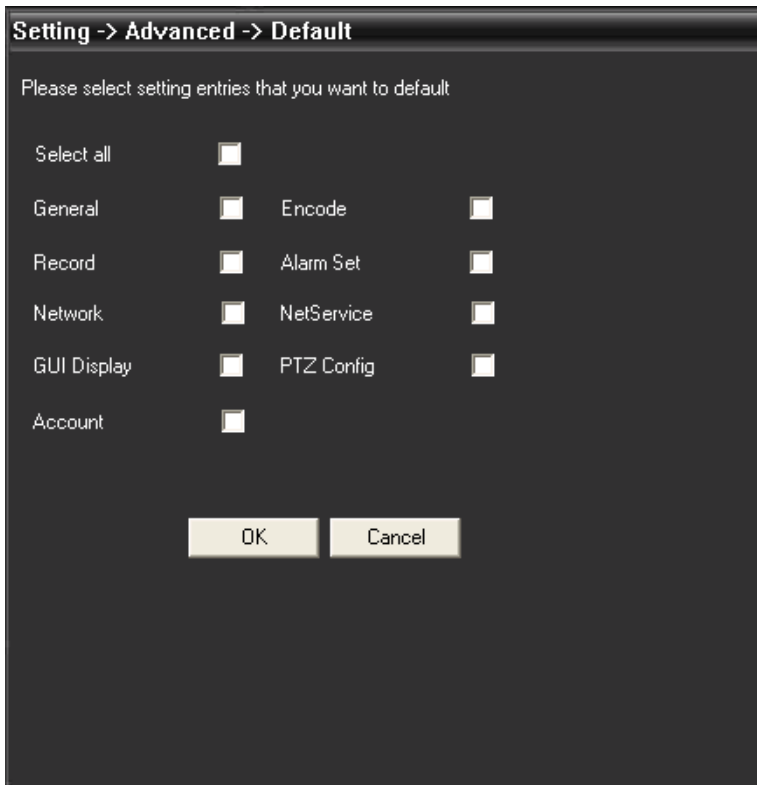 Setting -> Advanced -> Default
Please select setting entries that you want to default
Select all
General Encode
Record Alarm Set
Network NetService
GUI Display PTZ Config
Account
OK Cancel